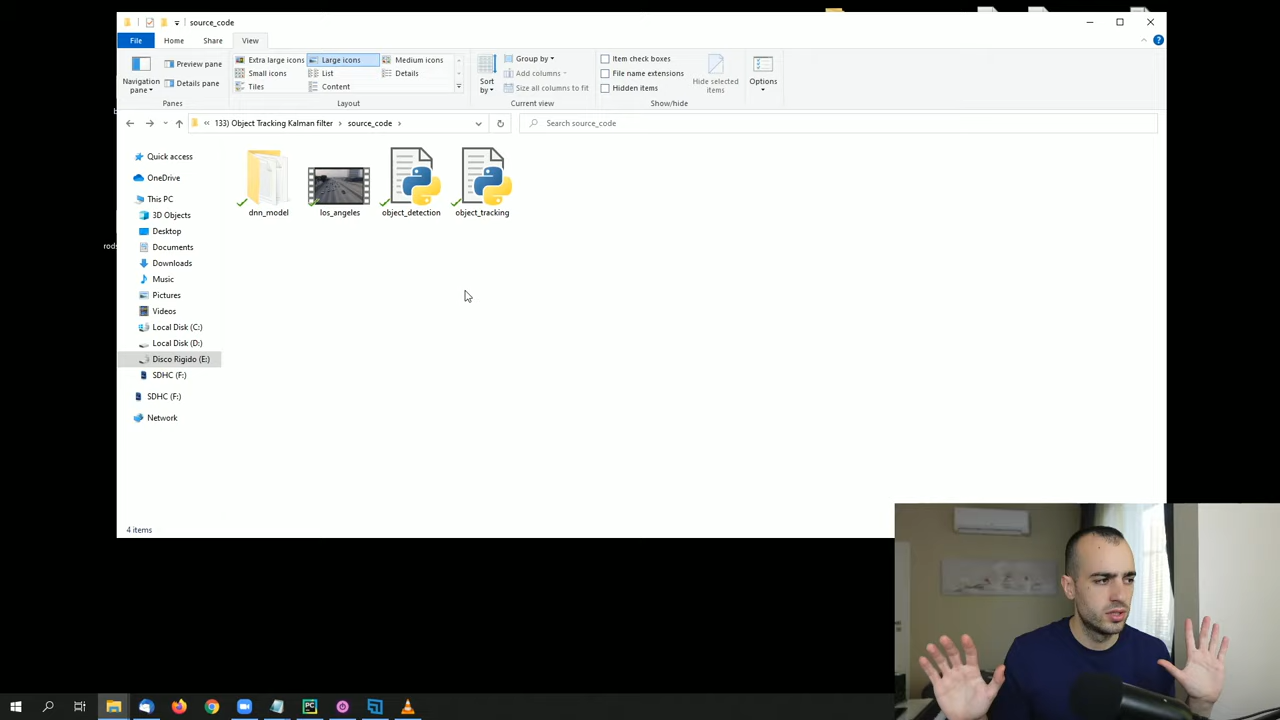 source_code
File
Home
Share
View
Navigation pane
Preview pane
Details pane
Panes
Extra large icons
Large icons
Medium icons
Small icons
List
Details
Tiles
Content
Layout
Sort by
Group by
Add columns
Size all columns to fit
Current view
Item check boxes
File name extensions
Hidden items
Hide selected items
Show/hide
Options
« 133) Object Tracking Kalman filter > source_code >
Search source_code
Quick access
OneDrive
This PC
3D Objects
Desktop
Documents
Downloads
Music
Pictures
Videos
Local Disk (C:)
Local Disk (D:)
Disco Rigido (E:)
SDHC (F:)
SDHC (F:)
Network
dnn_model
los_angeles
object_detection
object_tracking
4 items
rods
PC